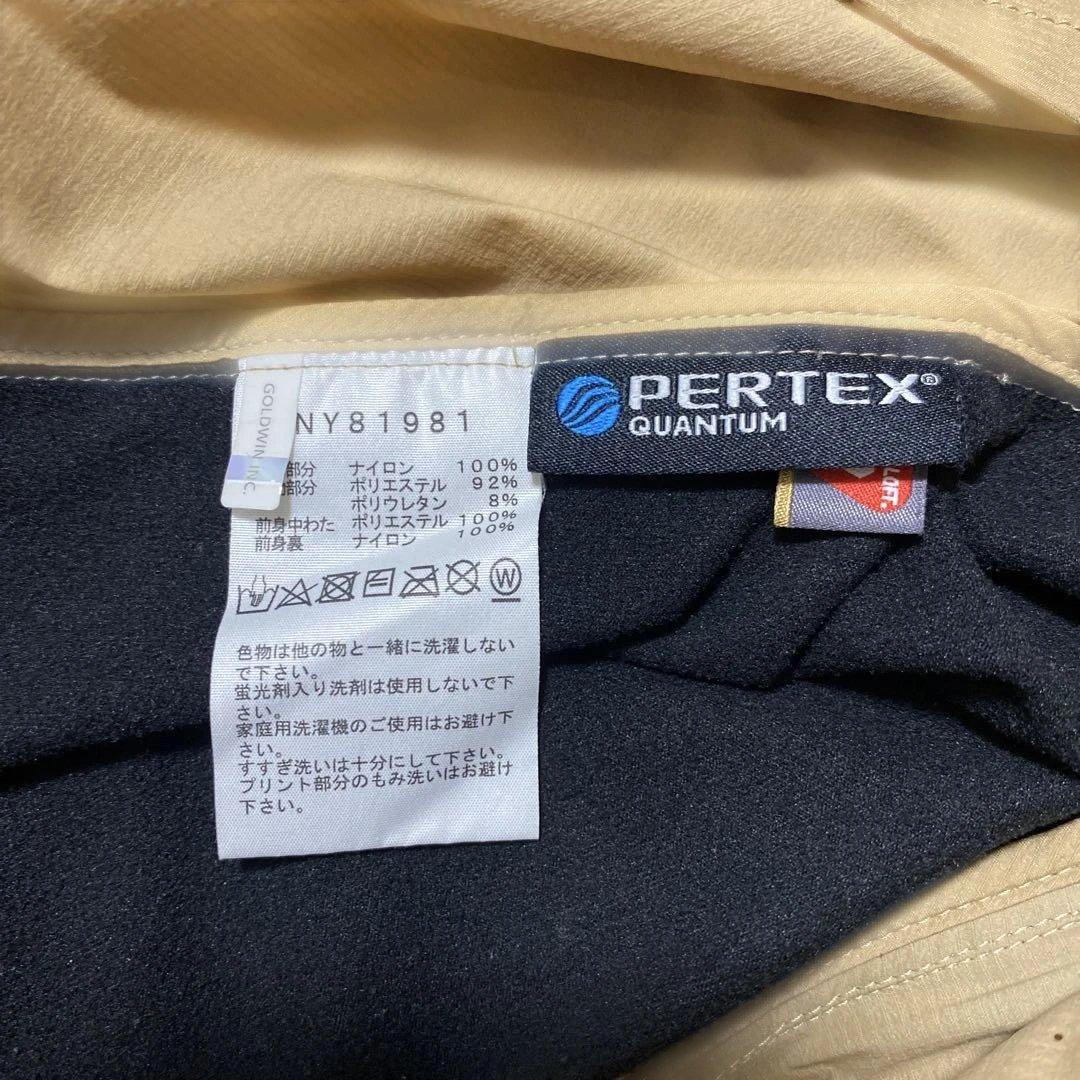 GOLDWIN INC.
NY81981
部分 ナイロン 100%
部分 ポリエステル 92%
ポリウレタン 8%
前身中わた ポリエステル 100%
前身裏 ナイロン 100%
W
色物は他の物と一緒に洗濯しない
で下さい。
蛍光剤入り洗剤は使用しないで下
さい。
家庭用洗濯機のご使用はお避け下
さい。
すすぎ洗いは十分にして下さい。
プリント部分のもみ洗いはお避け
下さい。
PERTEX®
QUANTUM
LOFT.